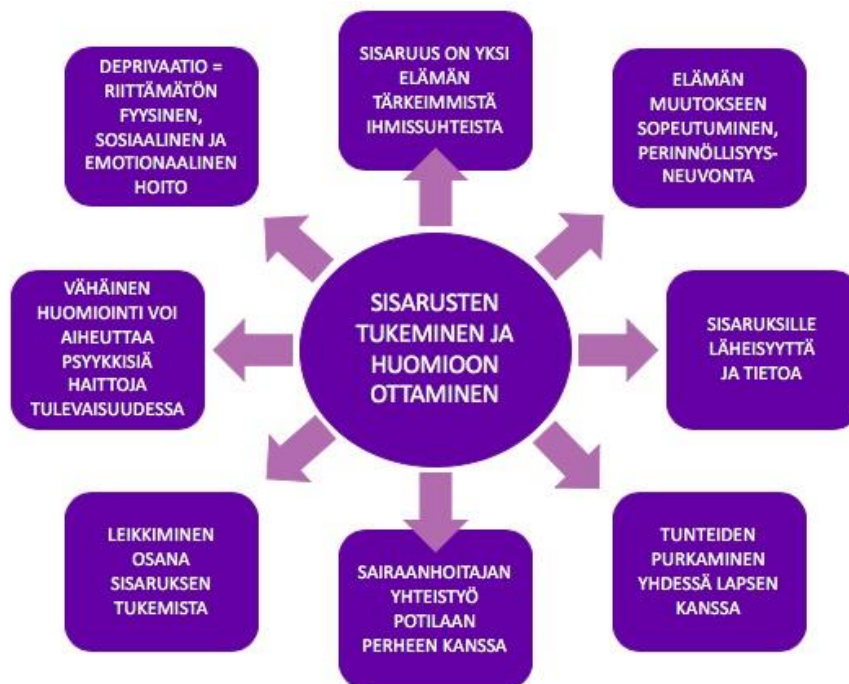 SISARUSTEN
TUKEMINEN JA
HUOMIOON
OTTAMINEN
SISARUUS ON YKSI
ELÄMÄN
TÄRKEIMMISTÄ
IHMISSUHTEISTA
ELÄMÄN
MUUTOKSEEN
SOPEUTUMINEN,
PERINNÖLLISYYS-
NEUVONTA
SISARUKSILLE
LÄHEISYYTTÄ
JA TIETOA
TUNTEIDEN
PURKAMINEN
YHDESSÄ LAPSEN
KANSSA
SAIRAANHOITAJAN
YHTEISTYÖ
POTILAAN
PERHEEN KANSSA
LEIKKIMINEN
OSANA
SISARUKSEN
TUKEMISTA
VÄHÄINEN
HUOMIOINTI VOI
AIHEUTTAA
PSYYKKISIÄ
HAITTOJA
TULEVAISUUDESSA
DEPRIVAATIO =
RIITTÄMÄTÖN
FYYSINEN,
SOSIAALINEN JA
EMOTIONAALINEN
HOITO